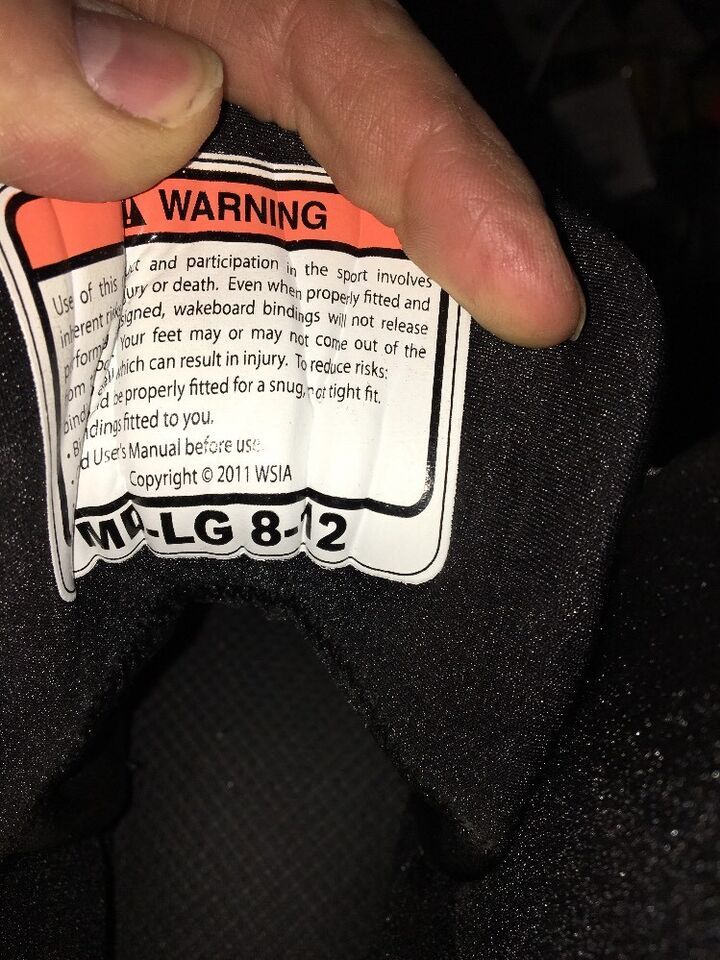 WARNING
Use of this and participation in the sport involves
inherent or death. Even when properly fitted and
wakeboard bindings will not release
Your feet may or may not come out of the
which can result in injury. To reduce risks:
be properly fitted for a snug, not tight fit.
fitted to you.
User's Manual before use.
Copyright © 2011 WSIA
MD-LG 8-12